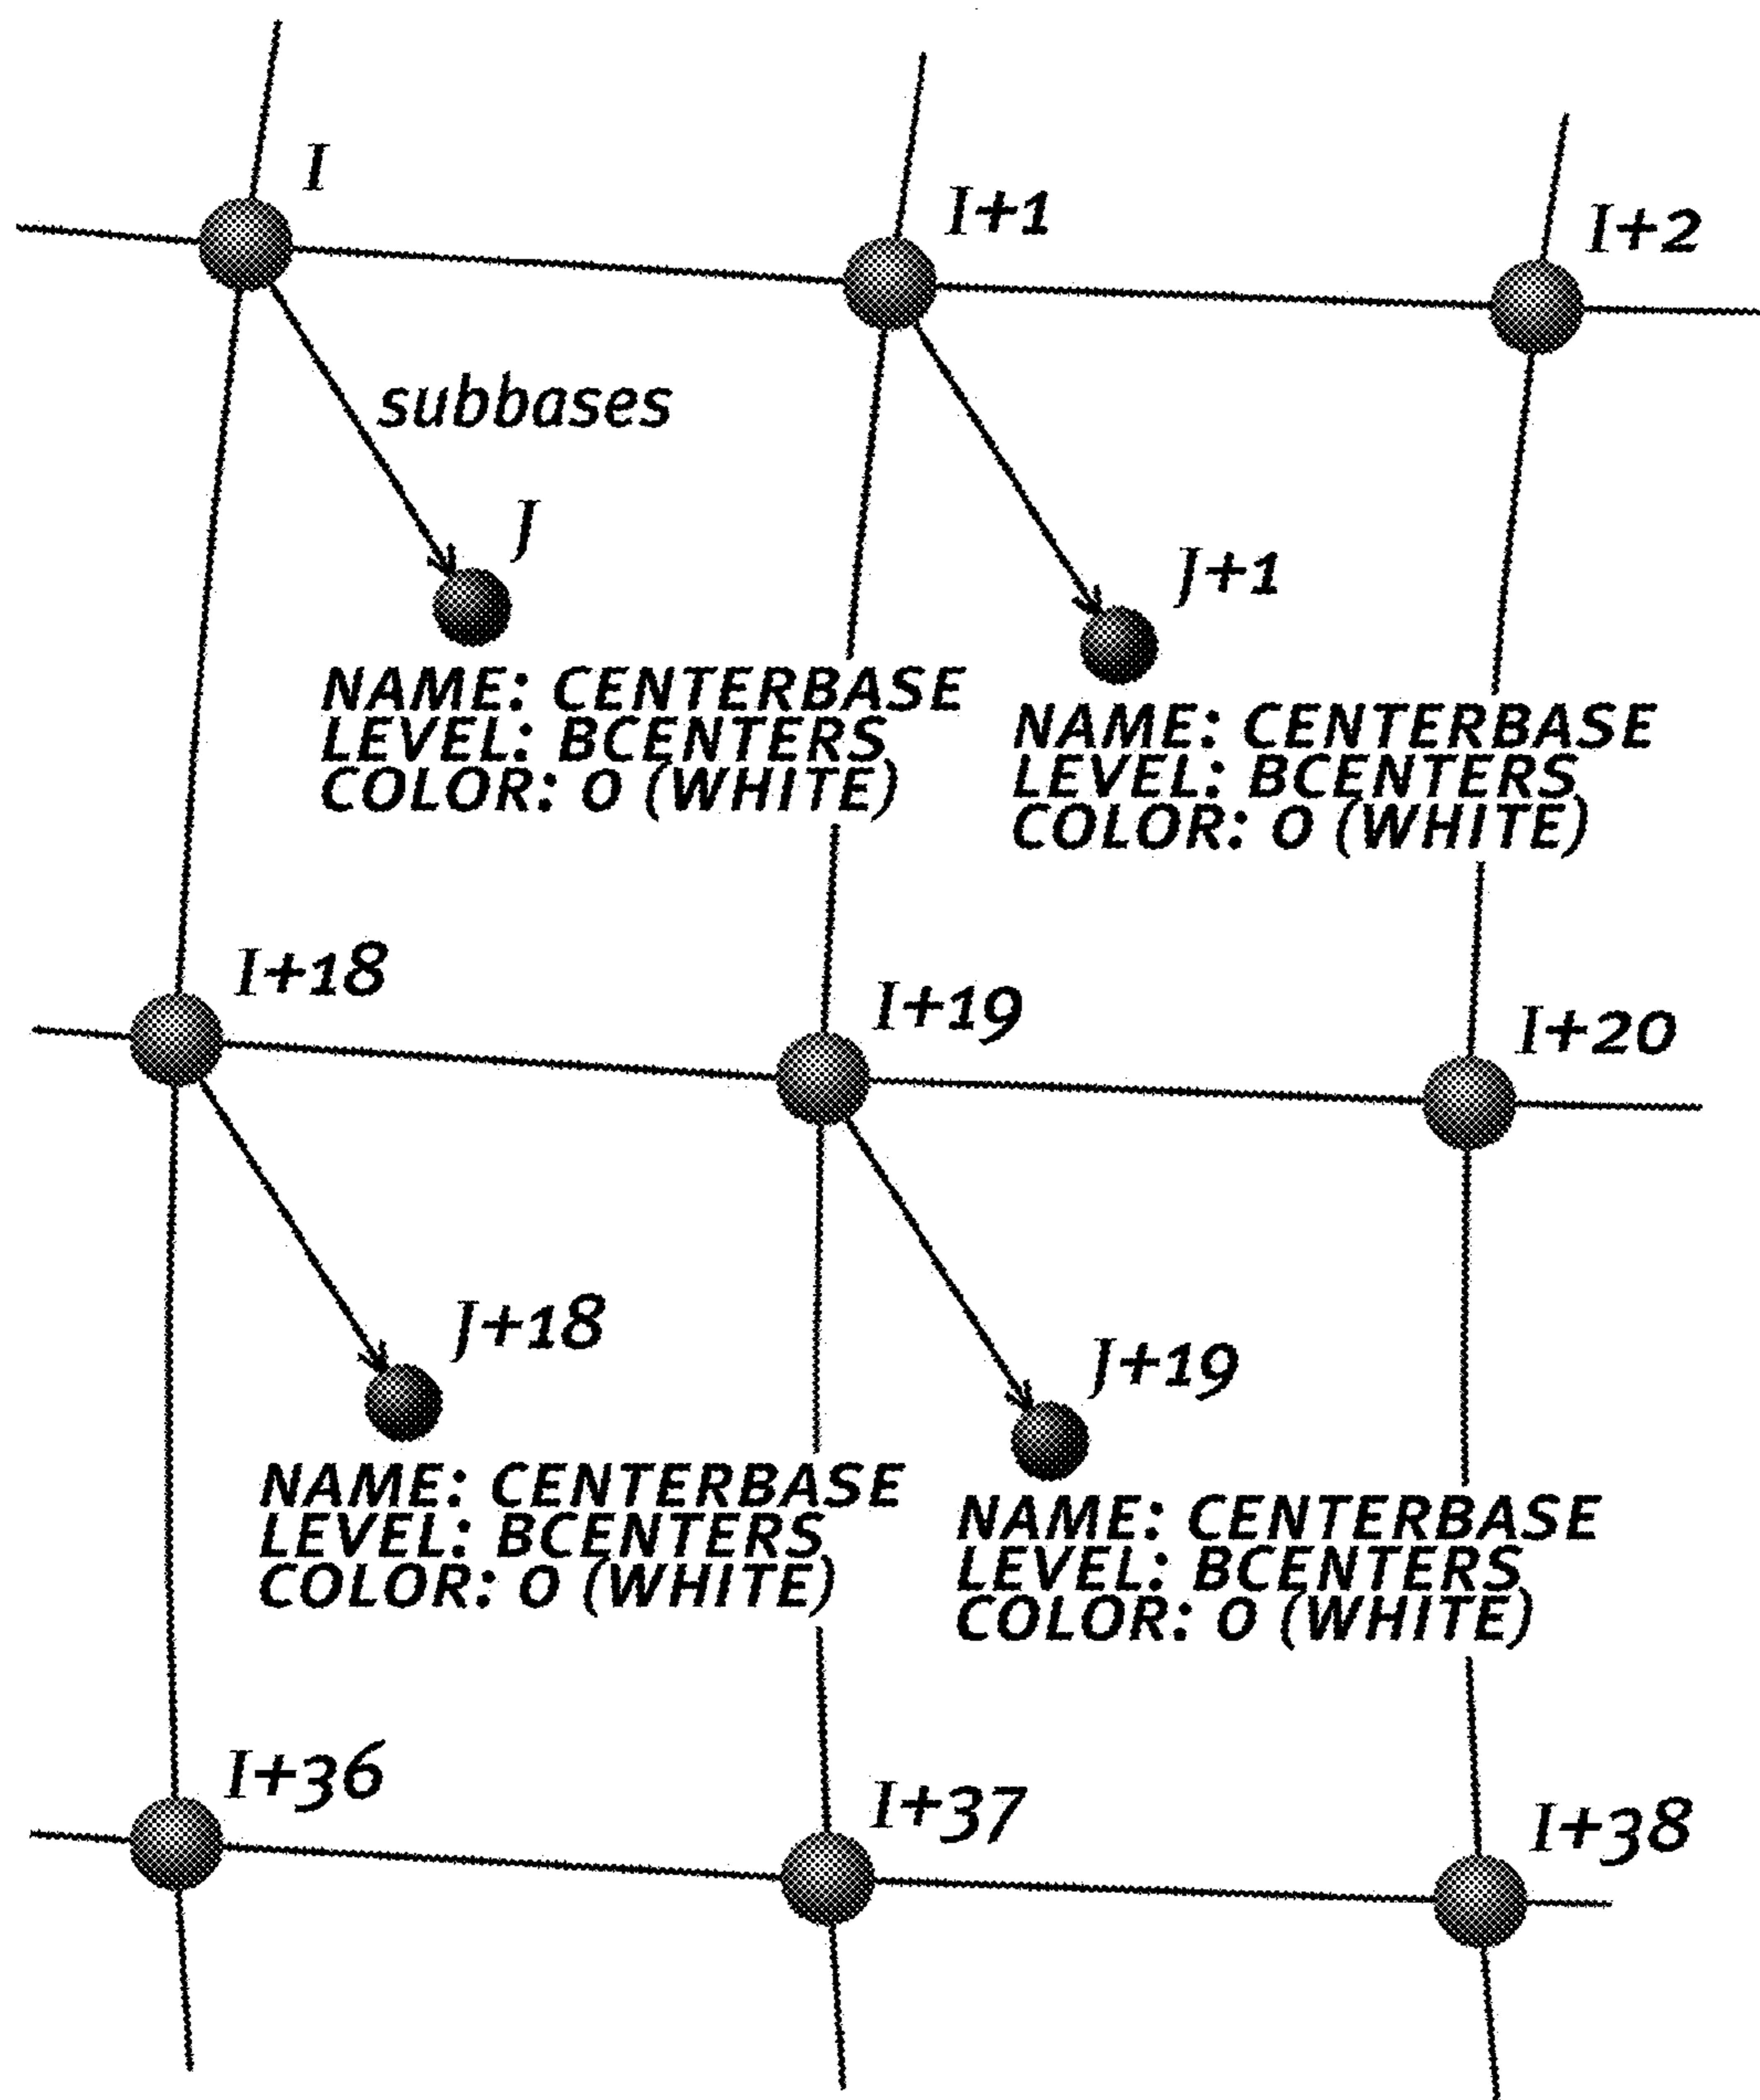 I
I+1
I+2
subbases
J
J+1
NAME: CENTERBASE
LEVEL: BCENTERS
COLOR: 0 (WHITE)
NAME: CENTERBASE
LEVEL: BCENTERS
COLOR: 0 (WHITE)
I+18
I+19
I+20
J+18
J+19
NAME: CENTERBASE
LEVEL: BCENTERS
COLOR: 0 (WHITE)
NAME: CENTERBASE
LEVEL: BCENTERS
COLOR: 0 (WHITE)
I+36
I+37
I+38